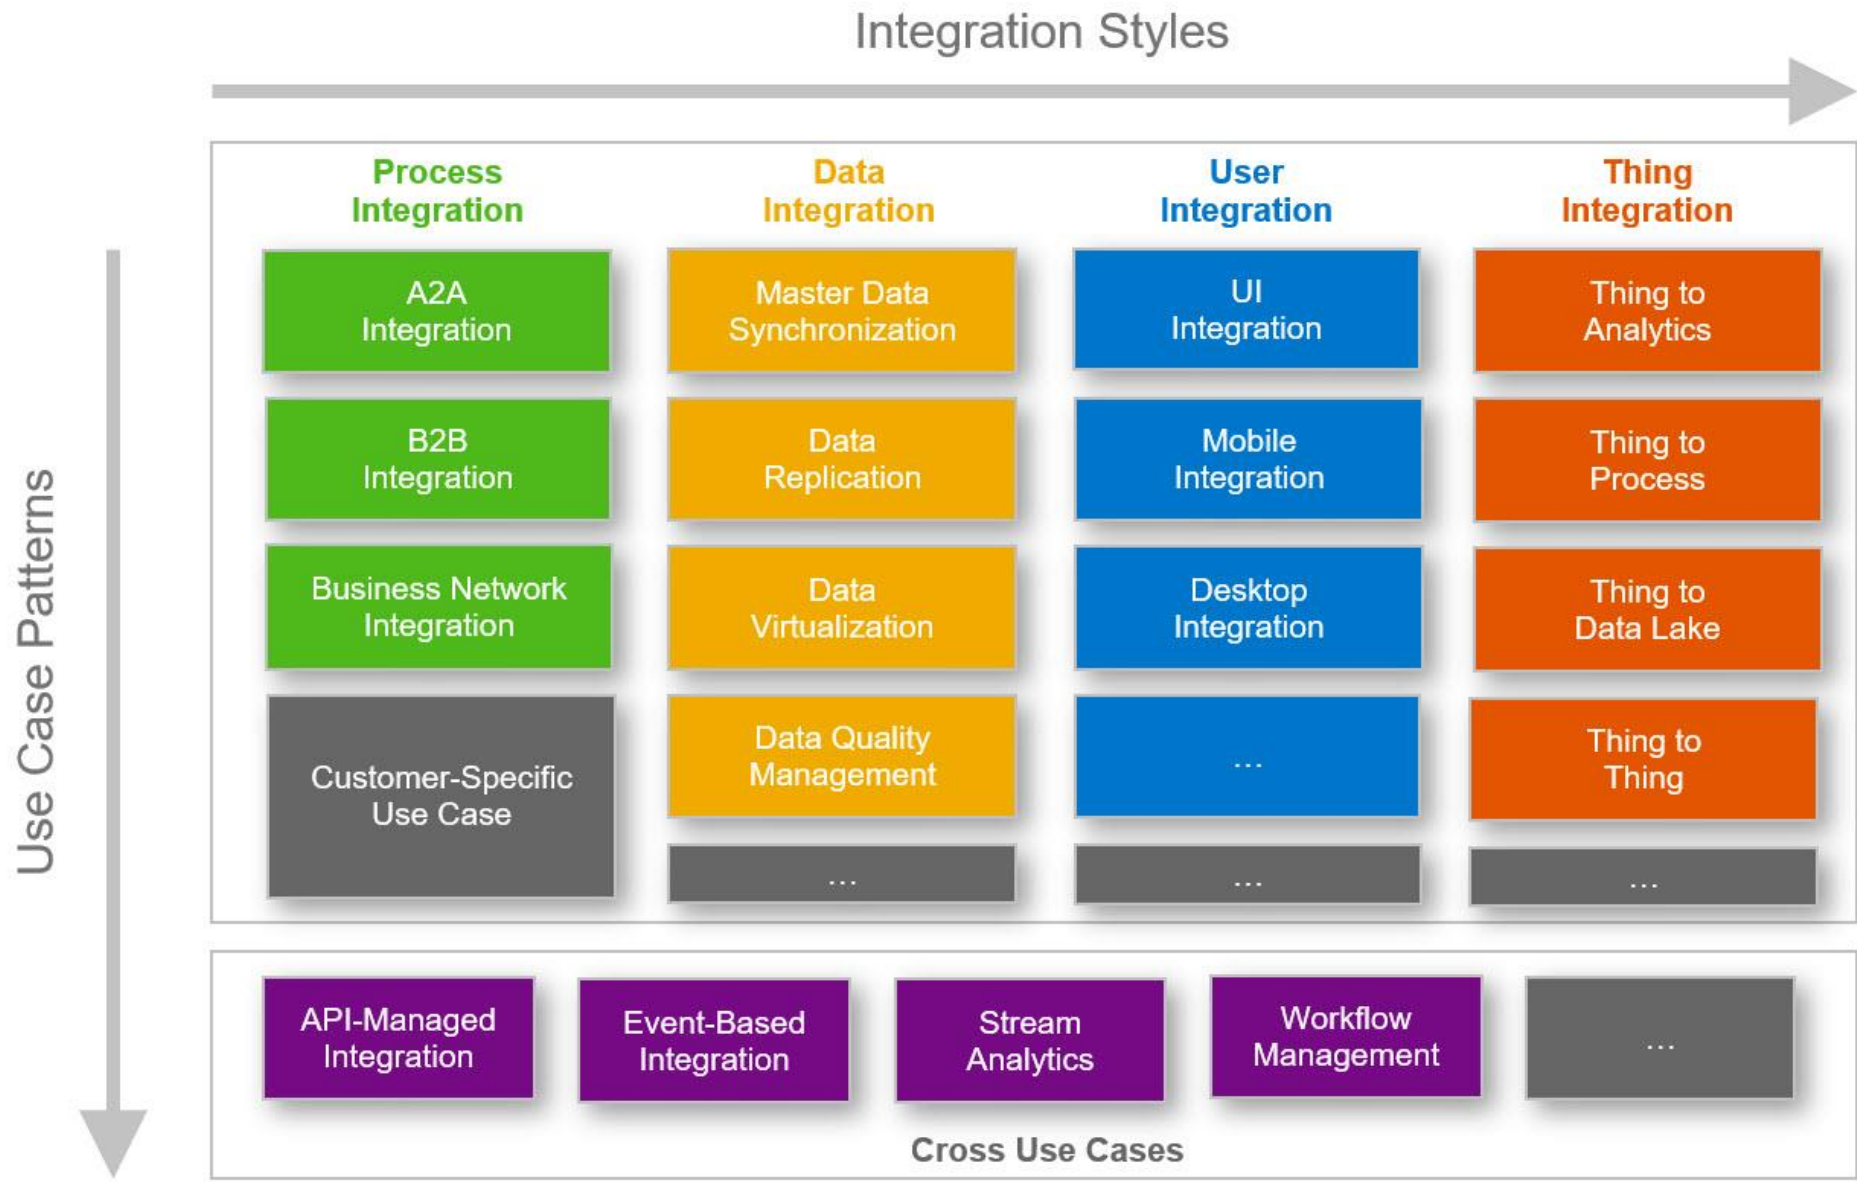 Integration Styles
Use Case Patterns
Process
Integration
Data
Integration
User
Integration
Thing
Integration
A2A
Integration
Master Data
Synchronization
UI
Integration
Thing to
Analytics
B2B
Integration
Data
Replication
Mobile
Integration
Thing to
Process
Business Network
Integration
Data
Virtualization
Desktop
Integration
Thing to
Data Lake
Customer-Specific
Use Case
Data Quality
Management
...
Thing to
Thing
...
...
...
API-Managed
Integration
Event-Based
Integration
Stream
Analytics
Workflow
Management
...
Cross Use Cases